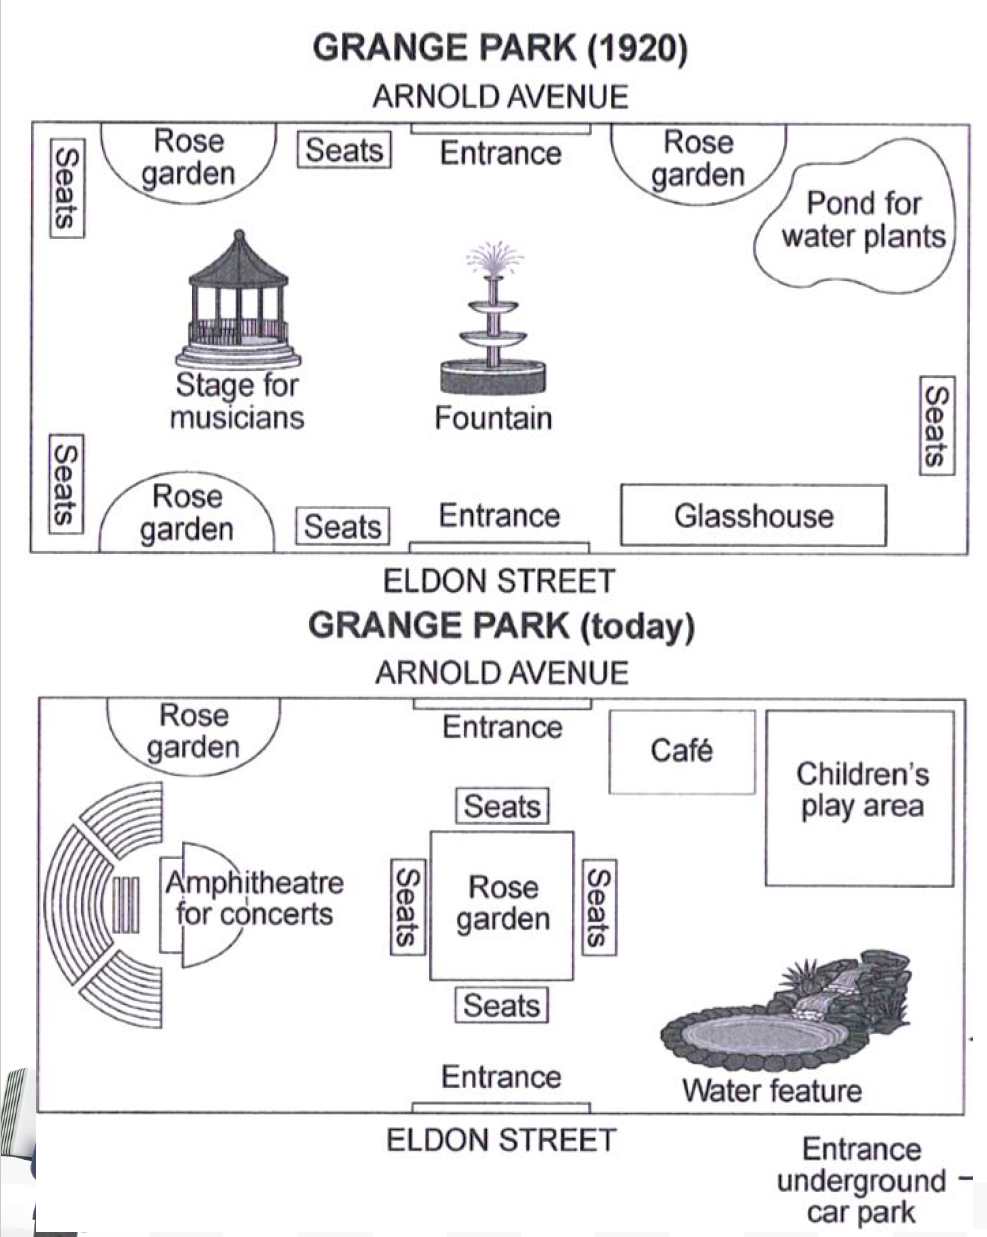 GRANGE PARK (1920)
ARNOLD AVENUE
Seats
Rose
garden
Seats
Entrance
Rose
garden
Pond for
water plants
Stage for
musicians
Fountain
Seats
Seats
Rose
garden
Seats
Entrance
Glasshouse
ELDON STREET
GRANGE PARK (today)
ARNOLD AVENUE
Rose
garden
Entrance
Café
Children's
play area
Seats
Amphitheatre
for concerts
Seats
Rose
garden
Seats
Seats
Entrance
Water feature
ELDON STREET
Entrance
underground
car park